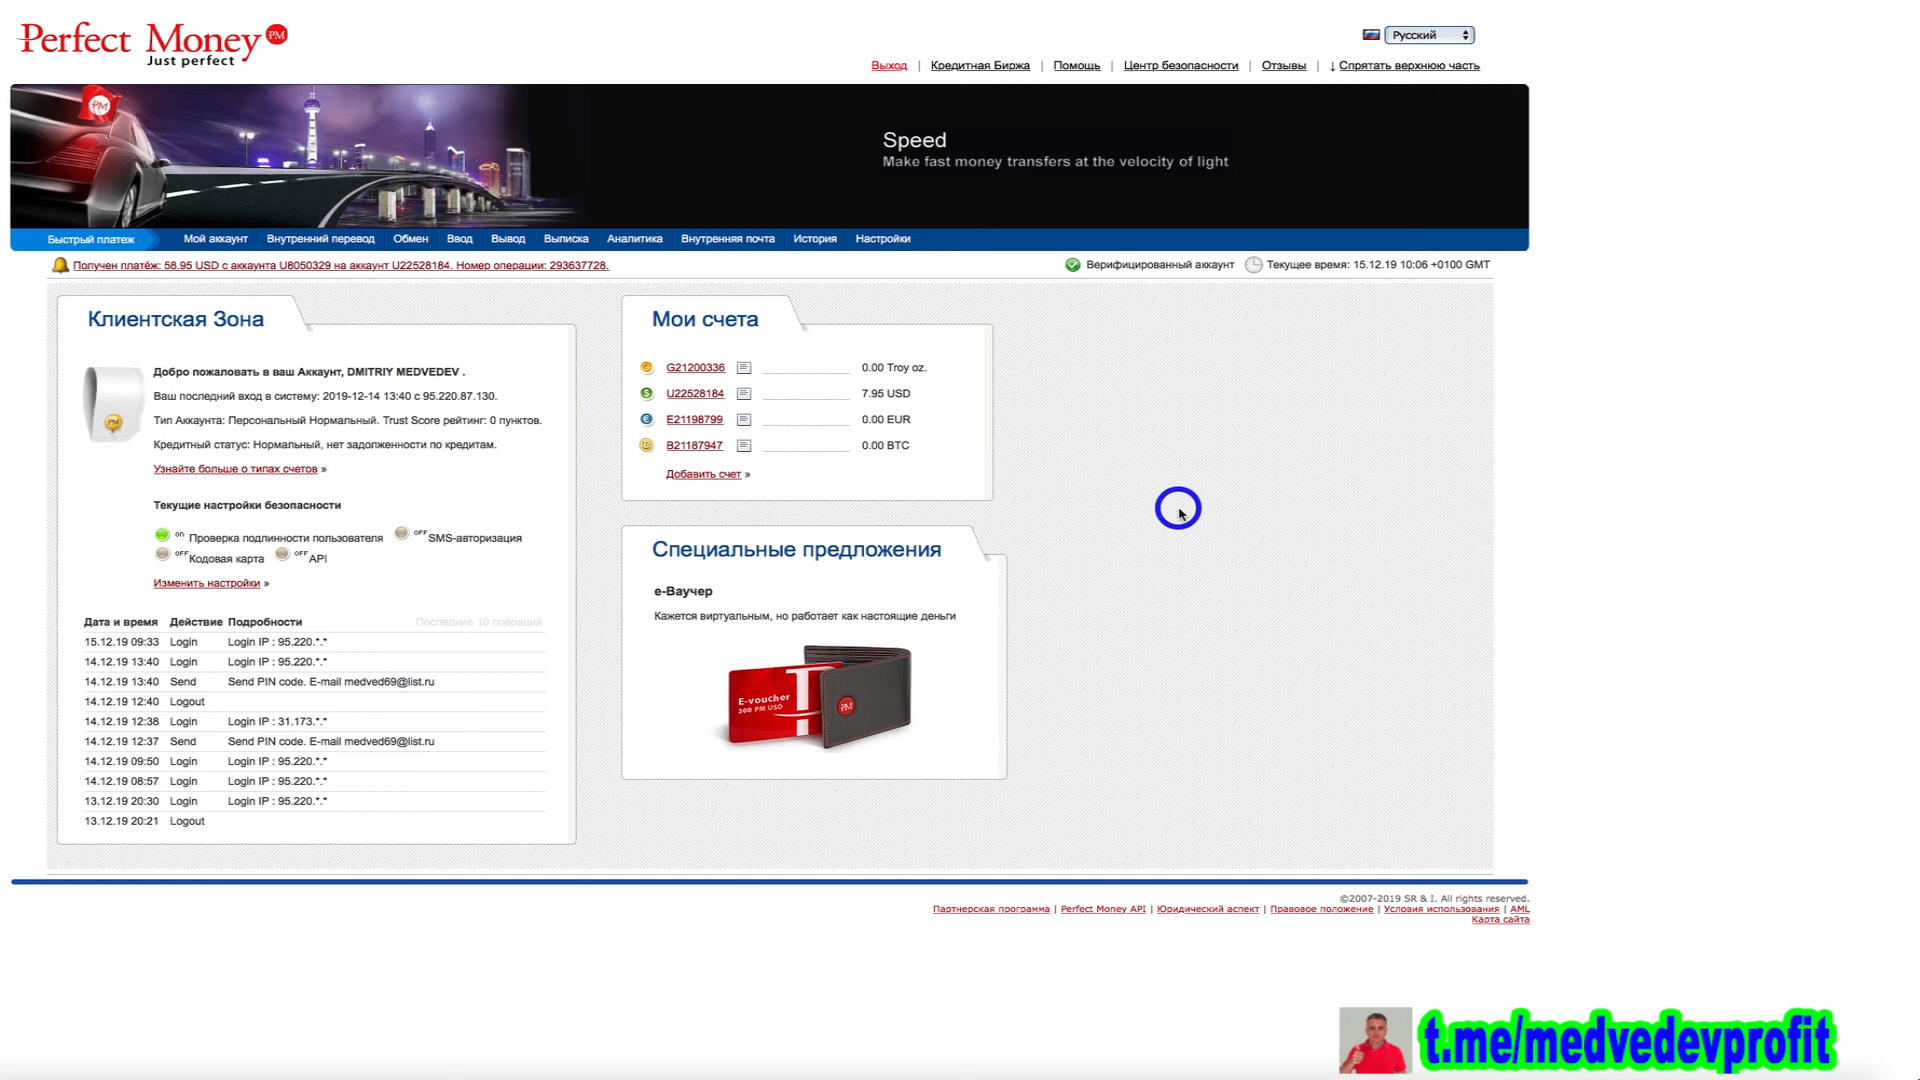 Perfect Money PM
Just perfect
Русский
Выход | Кредитная Биржа | Помощь | Центр безопасности | Отзывы | ↓ Спрятать верхнюю часть
PM
Speed
Make fast money transfers at the velocity of light
Быстрый платеж Мой аккаунт Внутренний перевод Обмен Ввод Вывод Выписка Аналитика Внутренняя почта История Настройки
Получен платёж: 58.95 USD с аккаунта U8050329 на аккаунт U22528184. Номер операции: 293637728.
Верифицированный аккаунт Текущее время: 15.12.19 10:06 +0100 GMT
Клиентская Зона
PM
Добро пожаловать в ваш Аккаунт, DMITRIY MEDVEDEV .
Ваш последний вход в систему: 2019-12-14 13:40 с 95.220.87.130.
Тип Аккаунта: Персональный Нормальный. Trust Score рейтинг: 0 пунктов.
Кредитный статус: Нормальный, нет задолженности по кредитам.
Узнайте больше о типах счетов »
Текущие настройки безопасности
on Проверка подлинности пользователя OFF SMS-авторизация
OFF Кодовая карта OFF API
Изменить настройки »
Дата и время Действие Подробности Последние 10 операций
15.12.19 09:33 Login Login IP : 95.220.*.*
14.12.19 13:40 Login Login IP : 95.220.*.*
14.12.19 13:40 Send Send PIN code. E-mail medved69@list.ru
14.12.19 12:40 Logout
14.12.19 12:38 Login Login IP : 31.173.*.*
14.12.19 12:37 Send Send PIN code. E-mail medved69@list.ru
14.12.19 09:50 Login Login IP : 95.220.*.*
14.12.19 08:57 Login Login IP : 95.220.*.*
13.12.19 20:30 Login Login IP : 95.220.*.*
13.12.19 20:21 Logout
Мои счета
G21200336 0.00 Troy oz.
U22528184 7.95 USD
E21198799 0.00 EUR
B21187947 0.00 BTC
Добавить счет »
Специальные предложения
е-Ваучер
Кажется виртуальным, но работает как настоящие деньги
E-voucher
300 PM USD
PM
©2007-2019 SR & I. All rights reserved.
Партнерская программа | Perfect Money API | Юридический аспект | Правовое положение | Условия использования | AML
Карта сайта
t.me/medvedevprofit